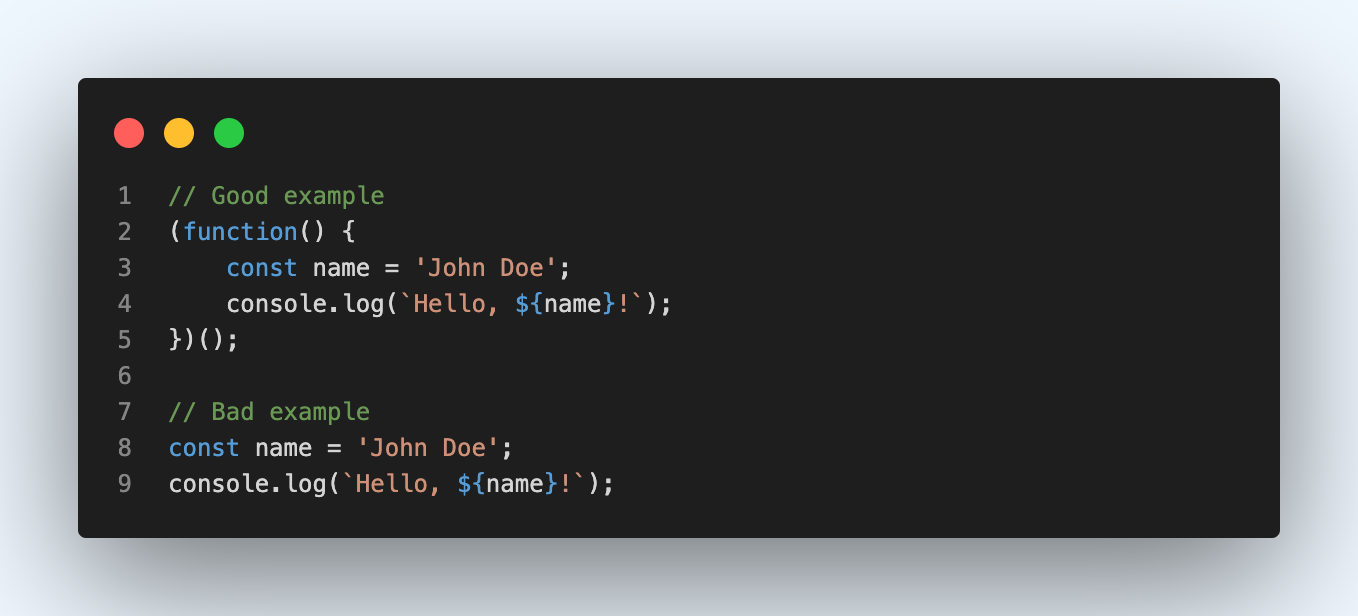 1 // Good example
2 (function() {
3     const name = 'John Doe';
4     console.log(`Hello, ${name}!`);
5 })();
6
7 // Bad example
8 const name = 'John Doe';
9 console.log(`Hello, ${name}!`);